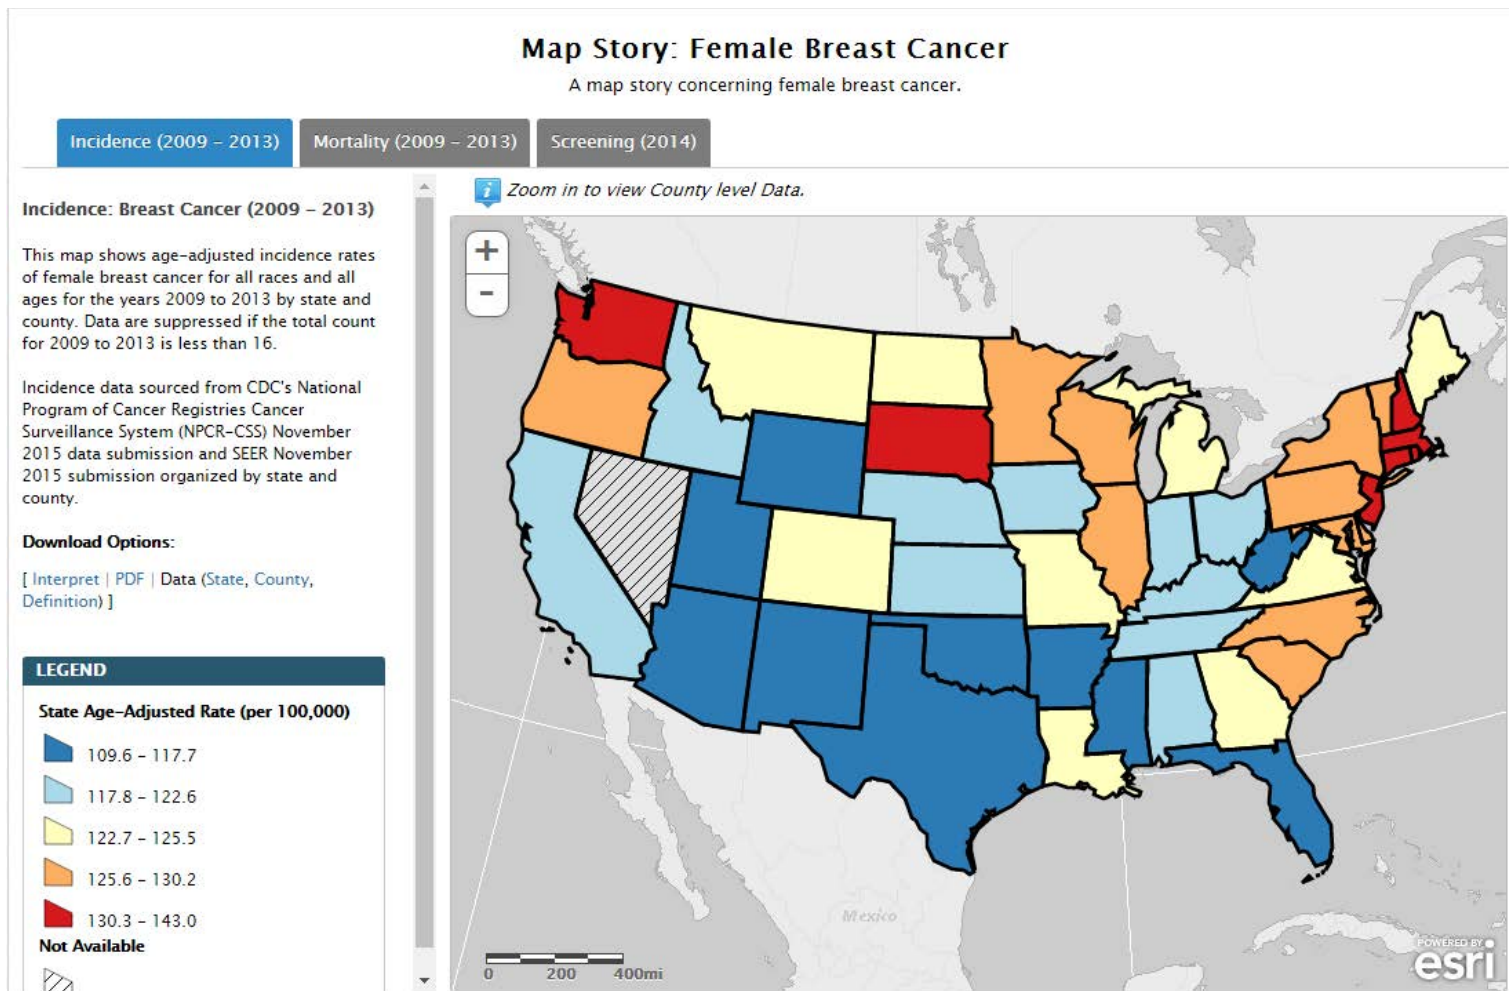 Map Story: Female Breast Cancer
A map story concerning female breast cancer.
Incidence (2009 – 2013)
Mortality (2009 – 2013)
Screening (2014)
Incidence: Breast Cancer (2009 – 2013)
This map shows age-adjusted incidence rates
of female breast cancer for all races and all
ages for the years 2009 to 2013 by state and
county. Data are suppressed if the total count
for 2009 to 2013 is less than 16.
Incidence data sourced from CDC's National
Program of Cancer Registries Cancer
Surveillance System (NPCR-CSS) November
2015 data submission and SEER November
2015 submission organized by state and
county.
Download Options:
[ Interpret | PDF | Data (State, County,
Definition) ]
LEGEND
State Age-Adjusted Rate (per 100,000)
109.6 – 117.7
117.8 – 122.6
122.7 – 125.5
125.6 – 130.2
130.3 – 143.0
Not Available
i Zoom in to view County level Data.
+
-
Mexico
0 200 400mi
POWERED BY
esri